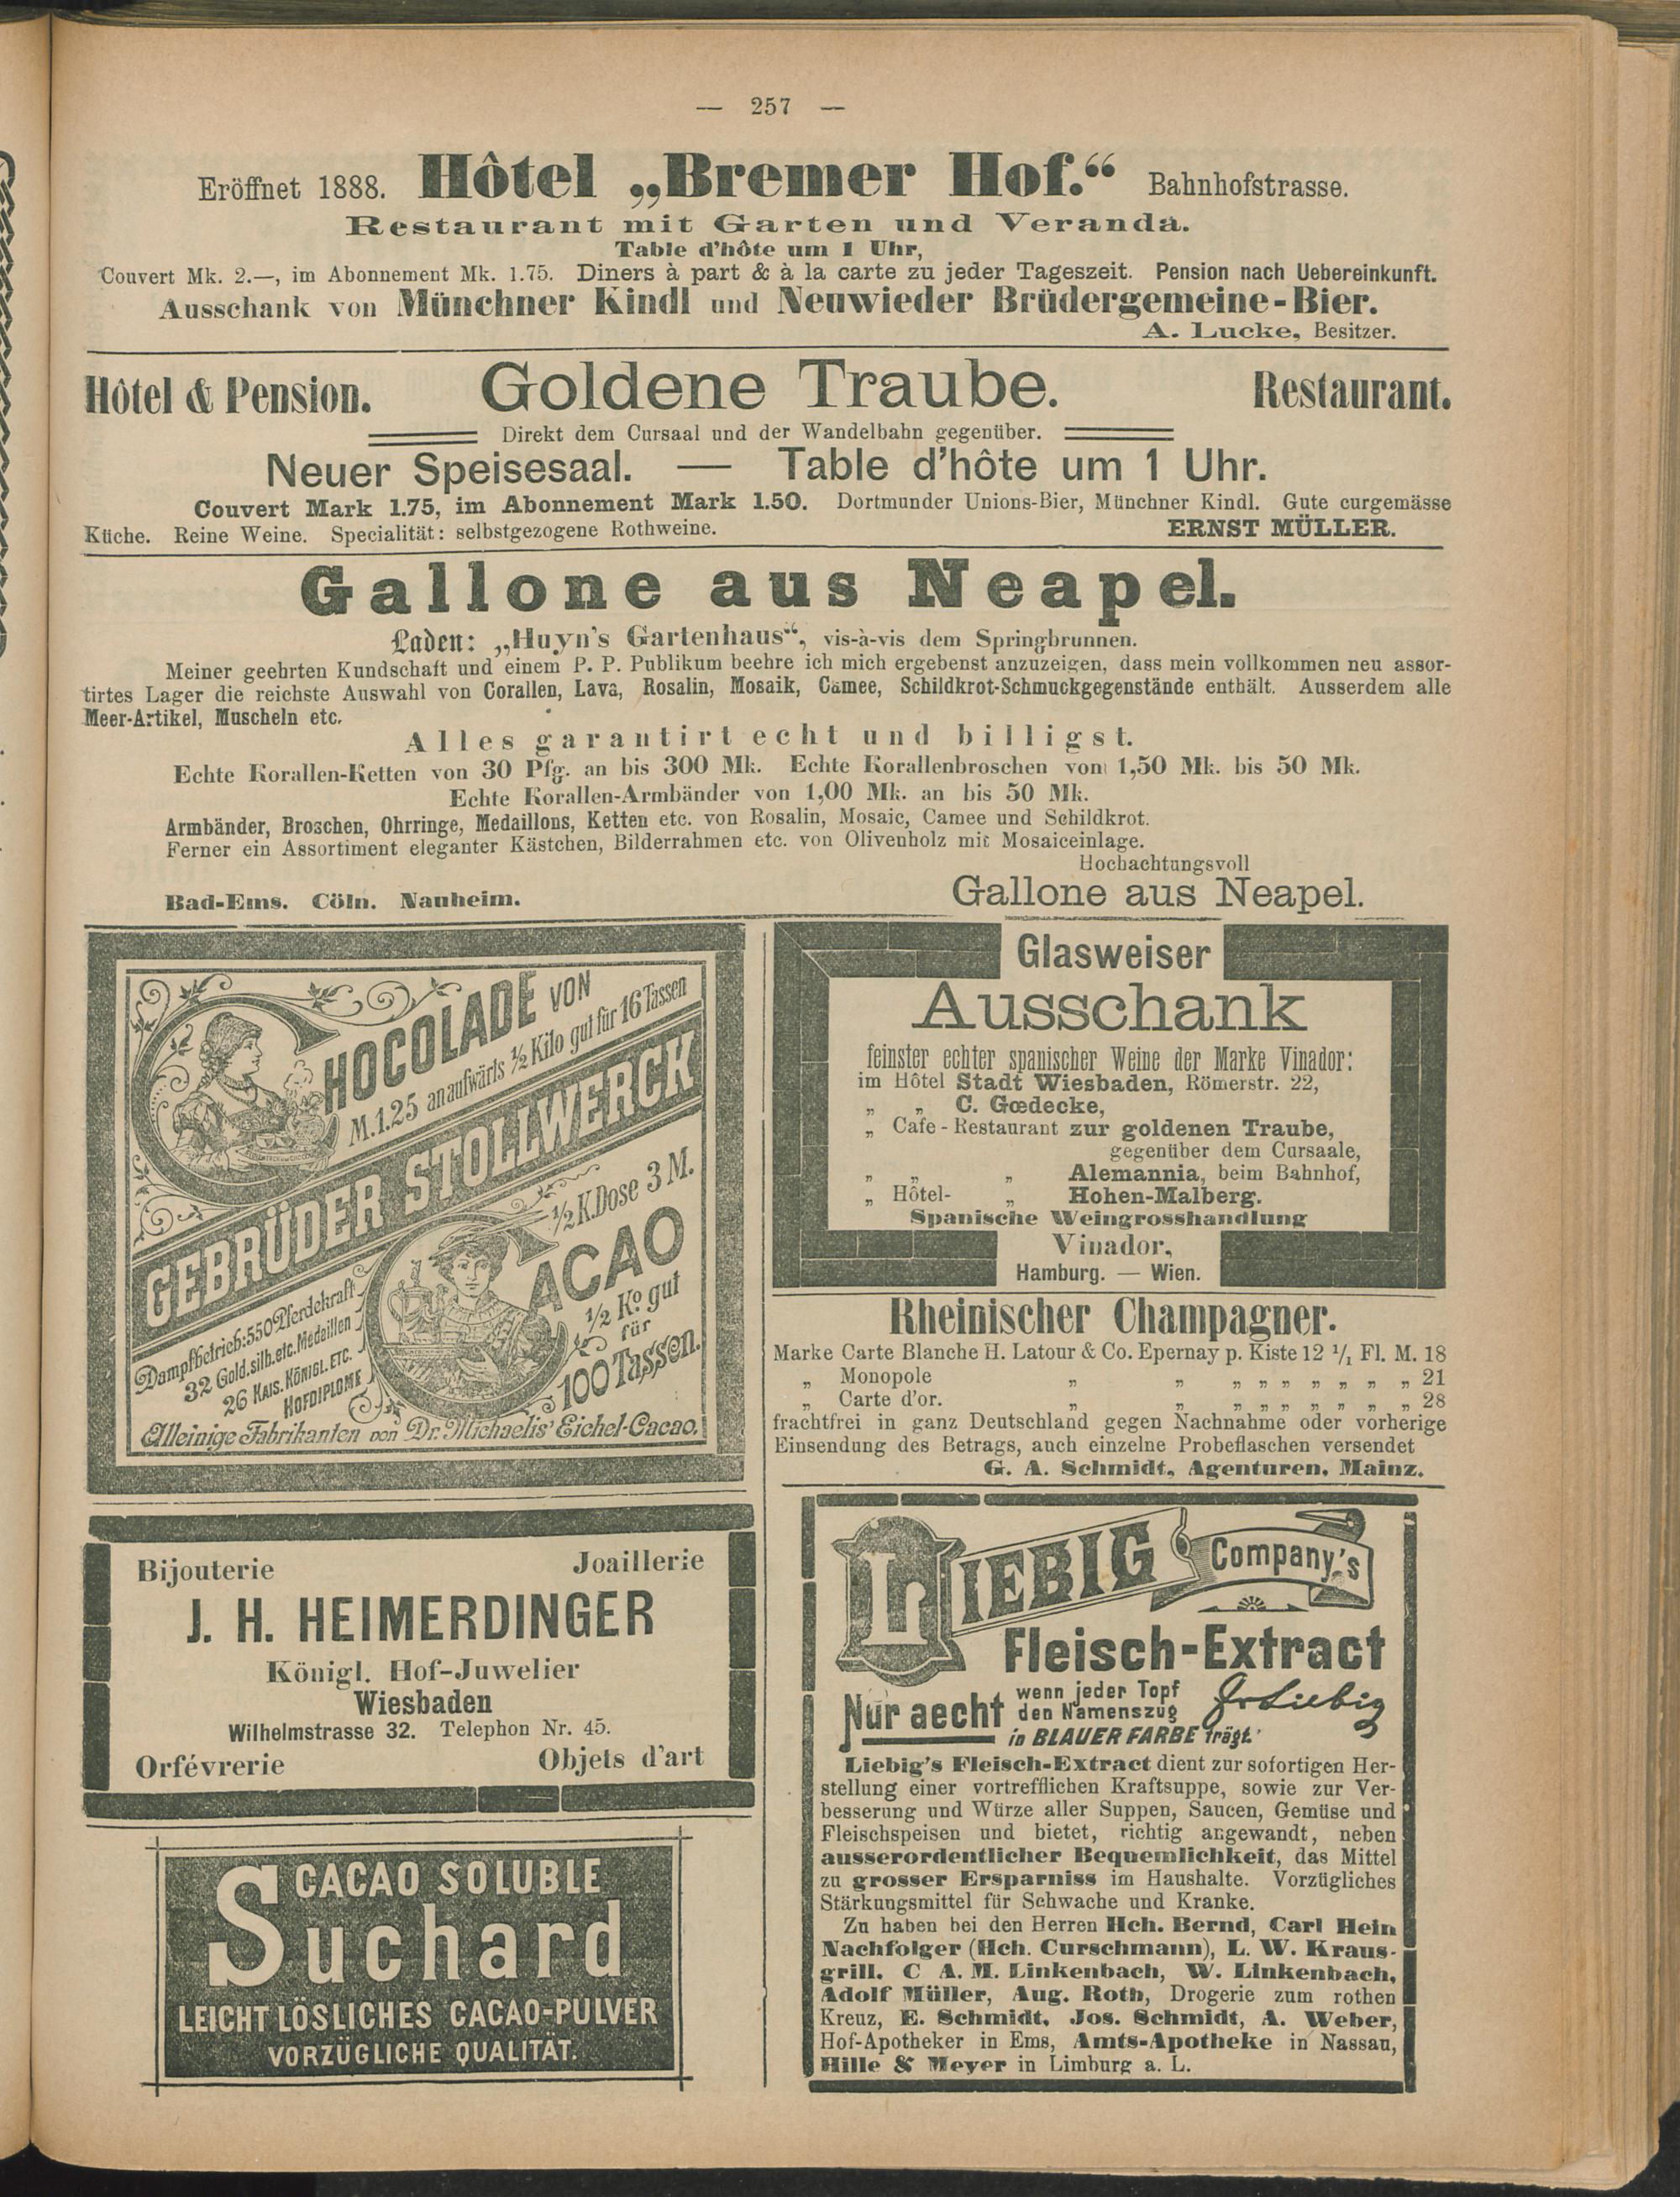 — 257 —
Eröffnet 1888. Hôtel „Bremer Hof.“ Bahnhofstrasse.
Restaurant mit Garten und Veranda.
Table d'hôte um 1 Uhr,
Couvert Mk. 2.—, im Abonnement Mk. 1.75. Diners à part & à la carte zu jeder Tageszeit. Pension nach Uebereinkunft.
Ausschank von Münchner Kindl und Neuwieder Brüdergemeine-Bier.
A. Lucke, Besitzer.
Hôtel & Pension. Goldene Traube. Restaurant.
Direkt dem Cursaal und der Wandelbahn gegenüber.
Neuer Speisesaal. — Table d'hôte um 1 Uhr.
Couvert Mark 1.75, im Abonnement Mark 1.50. Dortmunder Unions-Bier, Münchner Kindl. Gute curgemässe
Küche. Reine Weine. Specialität: selbstgezogene Rothweine. ERNST MÜLLER.
Gallone aus Neapel.
Laden: „Huyn's Gartenhaus“, vis-à-vis dem Springbrunnen.
Meiner geehrten Kundschaft und einem P. P. Publikum beehre ich mich ergebenst anzuzeigen, dass mein vollkommen neu assor-
tirtes Lager die reichste Auswahl von Corallen, Lava, Rosalin, Mosaik, Camee, Schildkrot-Schmuckgegenstände enthält. Ausserdem alle
Meer-Artikel, Muscheln etc.
Alles garantirt echt und billigst.
Echte Korallen-Ketten von 30 Pfg. an bis 300 Mk. Echte Korallenbroschen von 1,50 Mk. bis 50 Mk.
Echte Korallen-Armbänder von 1,00 Mk. an bis 50 Mk.
Armbänder, Broschen, Ohrringe, Medaillons, Ketten etc. von Rosalin, Mosaic, Camee und Schildkrot.
Ferner ein Assortiment eleganter Kästchen, Bilderrahmen etc. von Olivenholz mit Mosaiceinlage.
Hochachtungsvoll
Bad-Ems. Cöln. Nauheim. Gallone aus Neapel.
CHOCOLADE VON
M. 1.25 an aufwärts ½ Kilo gut für 16 Tassen
GEBRÜDER STOLLWERCK
½ K. Dose 3 M.
CACAO
½ Ko gut
für
100 Tassen.
Dampfbetrieb: 550 Pferdekraft
32 Gold. silb. etc. Medaillen
26 KAIS. KÖNIGL. ETC.
HOFDIPLOME
Alleinige Fabrikanten von Dr. Michaelis' Eichel-Cacao.
Bijouterie Joaillerie
J. H. HEIMERDINGER
Königl. Hof-Juwelier
Wiesbaden
Wilhelmstrasse 32. Telephon Nr. 45.
Orfévrerie Objets d'art
CACAO SOLUBLE
Suchard
LEICHT LÖSLICHES CACAO-PULVER
VORZÜGLICHE QUALITÄT.
Glasweiser
Ausschank
feinster echter spanischer Weine der Marke Vinador:
im Hôtel Stadt Wiesbaden, Römerstr. 22,
„ „ C. Gœdecke,
„ Cafe-Restaurant zur goldenen Traube,
gegenüber dem Cursaale,
„ „ „ Alemannia, beim Bahnhof,
„ Hôtel- „ Hohen-Malberg.
Spanische Weingrosshandlung
Vinador,
Hamburg. — Wien.
Rheinischer Champagner.
Marke Carte Blanche H. Latour & Co. Epernay p. Kiste 12 1/1 Fl. M. 18
„ Monopole „ „ „ „ „ „ „ „ „ 21
„ Carte d'or. „ „ „ „ „ „ „ „ „ 28
frachtfrei in ganz Deutschland gegen Nachnahme oder vorherige
Einsendung des Betrags, auch einzelne Probeflaschen versendet
G. A. Schmidt, Agenturen, Mainz.
LIEBIG Company's
Fleisch-Extract
Nur aecht wenn jeder Topf
den Namenszug JvLiebig
in BLAUER FARBE trägt.
Liebig's Fleisch-Extract dient zur sofortigen Her-
stellung einer vortrefflichen Kraftsuppe, sowie zur Ver-
besserung und Würze aller Suppen, Saucen, Gemüse und
Fleischspeisen und bietet, richtig angewandt, neben
ausserordentlicher Bequemlichkeit, das Mittel
zu grosser Ersparniss im Haushalte. Vorzügliches
Stärkungsmittel für Schwache und Kranke.
Zu haben bei den Herren Hch. Bernd, Carl Hein
Nachfolger (Hch. Curschmann), L. W. Kraus-
grill, C A. M. Linkenbach, W. Linkenbach,
Adolf Müller, Aug. Roth, Drogerie zum rothen
Kreuz, E. Schmidt, Jos. Schmidt, A. Weber,
Hof-Apotheker in Ems, Amts-Apotheke in Nassau,
Hille & Meyer in Limburg a. L.